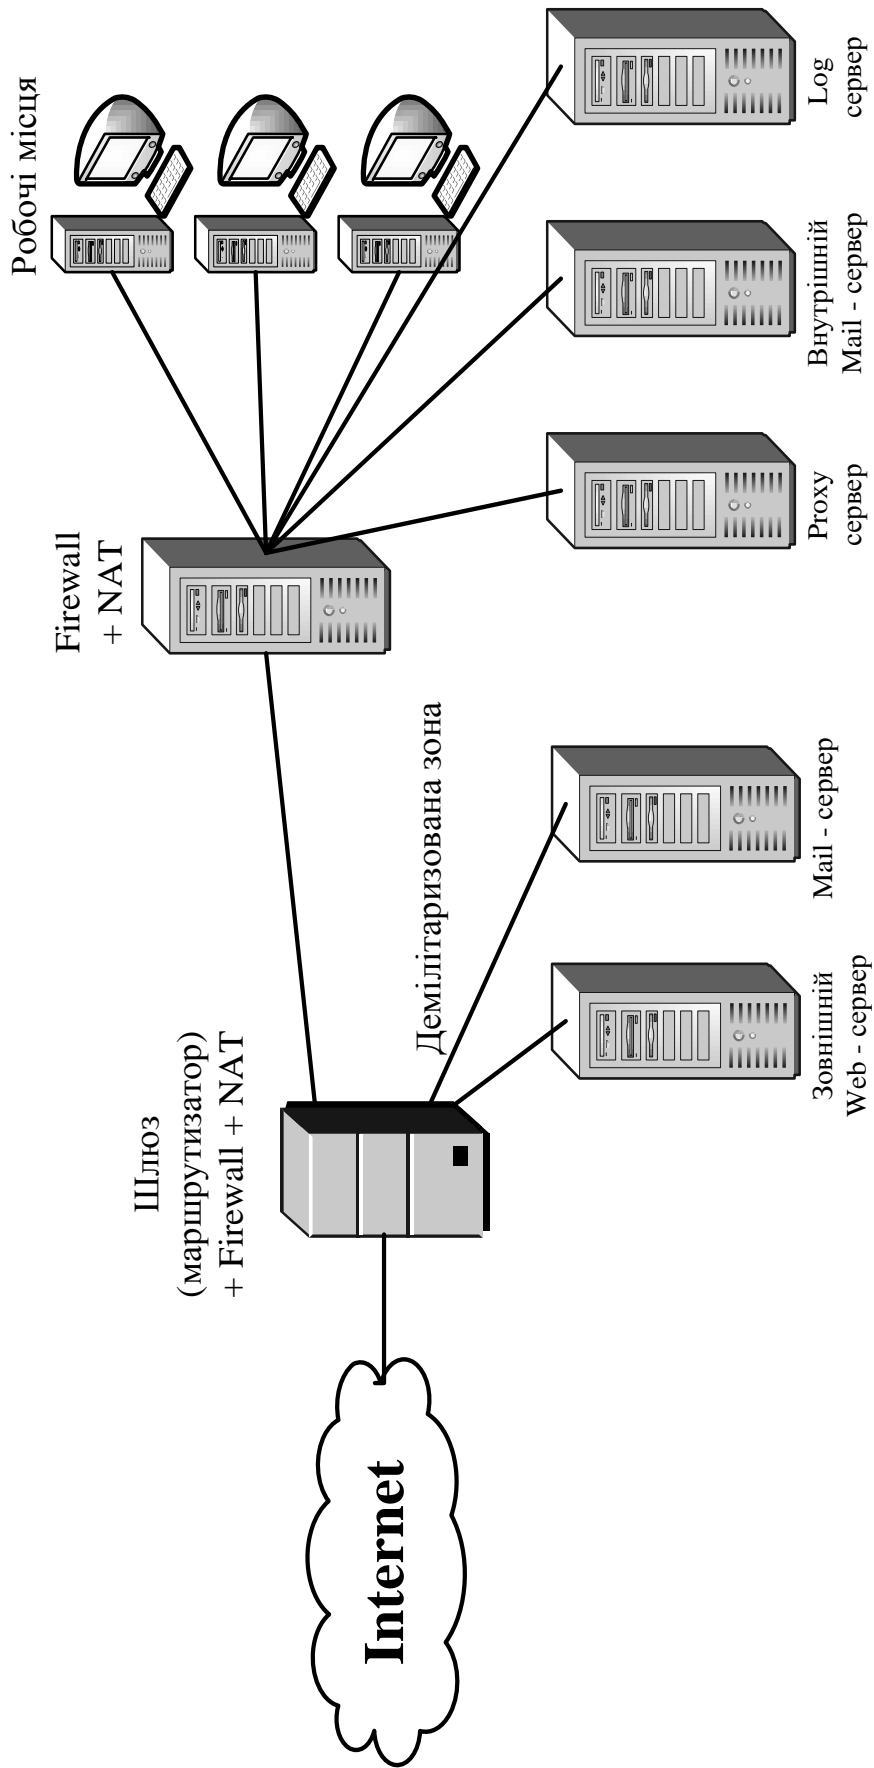 Internet
Шлюз
(маршрутизатор)
+ Firewall + NAT
Демілітаризована зона
Зовнішній
Web - сервер
Mail - сервер
Firewall
+ NAT
Робочі місця
Proxy
сервер
Внутрішній
Mail - сервер
Log
сервер